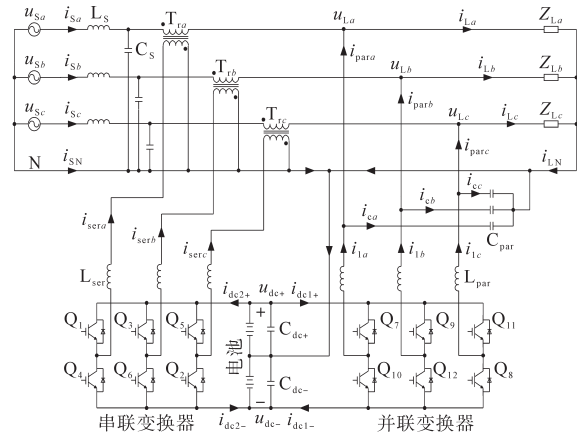 u_Sa i_Sa L_S T_ra u_La i_La Z_La
C_S i_para
u_Sb i_Sb T_rb u_Lb i_Lb Z_Lb
i_parb
u_Sc i_Sc T_rc u_Lc i_Lc Z_Lc
i_parc
N i_SN i_LN
i_cc
i_cb
i_sera i_serb i_serc i_ca C_par
i_1a i_1b i_1c
L_ser L_par
i_dc2+ u_dc+ i_dc1+
Q_1 Q_3 Q_5 + C_dc+ Q_7 Q_9 Q_11
电池
Q_4 Q_6 Q_2 C_dc− Q_10 Q_12 Q_8
−
串联变换器 i_dc2− u_dc− i_dc1− 并联变换器